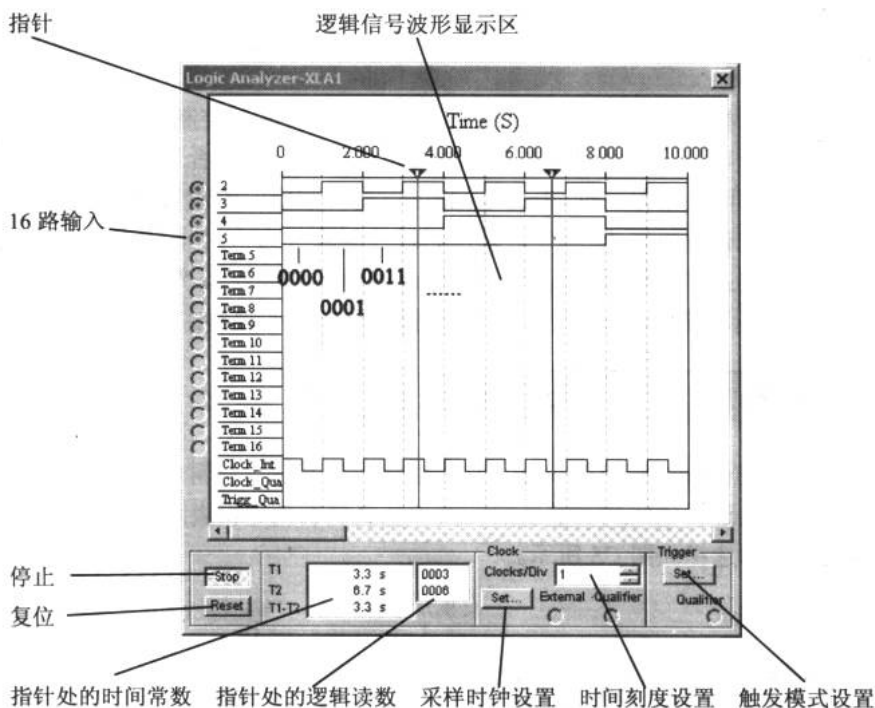 指针
逻辑信号波形显示区
Logic Analyzer-XLA1
Time (S)
0 2.000 4.000 6.000 8.000 10.000
2
3
4
5
16 路输入
Term 5
Term 6
Term 7
Term 8
Term 9
Term 10
Term 11
Term 12
Term 13
Term 14
Term 15
Term 16
Clock_Int
Clock_Qua
Trigg_Qua
0000 0011
0001
停止
复位
Stop
Reset
T1 3.3 s 0003
T2 6.7 s 0006
T1-T2 3.3 s
Clock
Clocks/Div 1
Set... External Qualifier
Trigger
Set...
Qualifier
指针处的时间常数 指针处的逻辑读数 采样时钟设置 时间刻度设置 触发模式设置